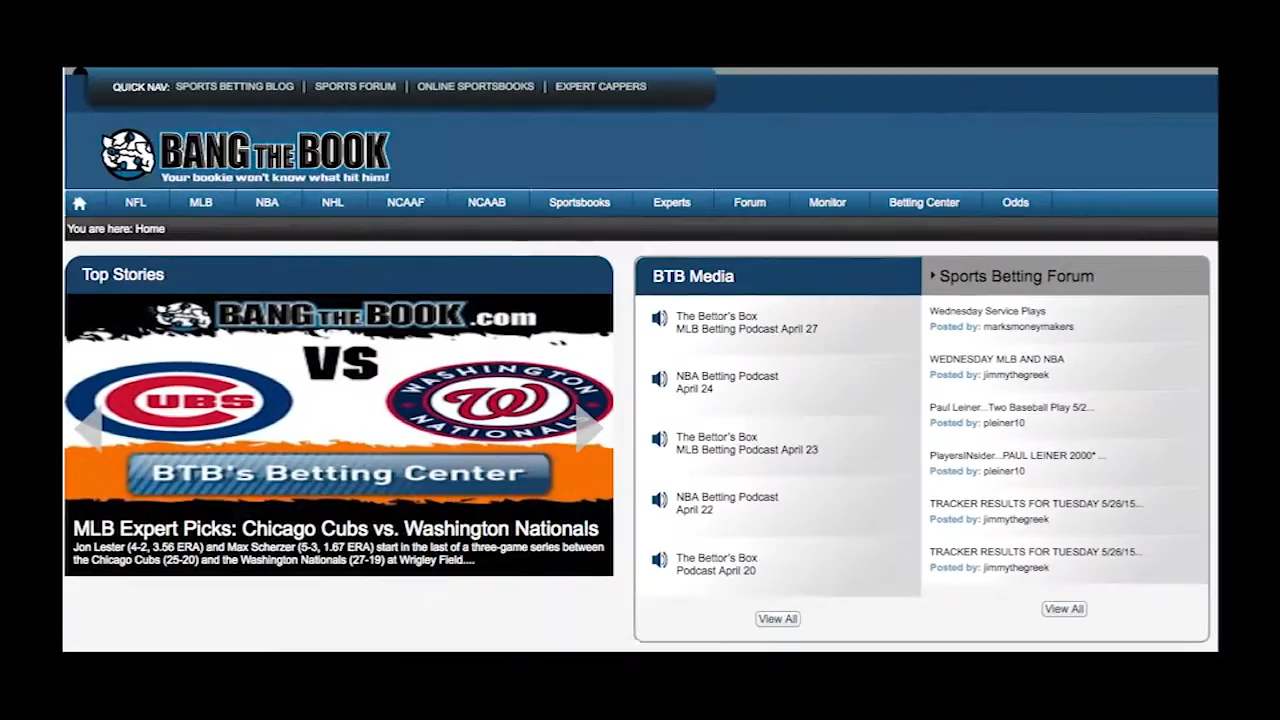 QUICK NAV: SPORTS BETTING BLOG | SPORTS FORUM | ONLINE SPORTSBOOKS | EXPERT CAPPERS
BANG THE BOOK
Your bookie won't know what hit him!
NFL MLB NBA NHL NCAAF NCAAB Sportsbooks Experts Forum Monitor Betting Center Odds
You are here: Home
Top Stories
BANG THE BOOK.com
VS
CUBS
WASHINGTON
W
NATIONALS
BTB's Betting Center
MLB Expert Picks: Chicago Cubs vs. Washington Nationals
Jon Lester (4-2, 3.56 ERA) and Max Scherzer (5-3, 1.67 ERA) start in the last of a three-game series between
the Chicago Cubs (25-20) and the Washington Nationals (27-19) at Wrigley Field....
BTB Media
The Bettor's Box
MLB Betting Podcast April 27
NBA Betting Podcast
April 24
The Bettor's Box
MLB Betting Podcast April 23
NBA Betting Podcast
April 22
The Bettor's Box
Podcast April 20
View All
Sports Betting Forum
Wednesday Service Plays
Posted by: marksmoneymakers
WEDNESDAY MLB AND NBA
Posted by: jimmythegreek
Paul Leiner...Two Baseball Play 5/2...
Posted by: pleiner10
PlayersInsider...PAUL LEINER 2000* ...
Posted by: pleiner10
TRACKER RESULTS FOR TUESDAY 5/26/15...
Posted by: jimmythegreek
TRACKER RESULTS FOR TUESDAY 5/26/15...
Posted by: jimmythegreek
View All